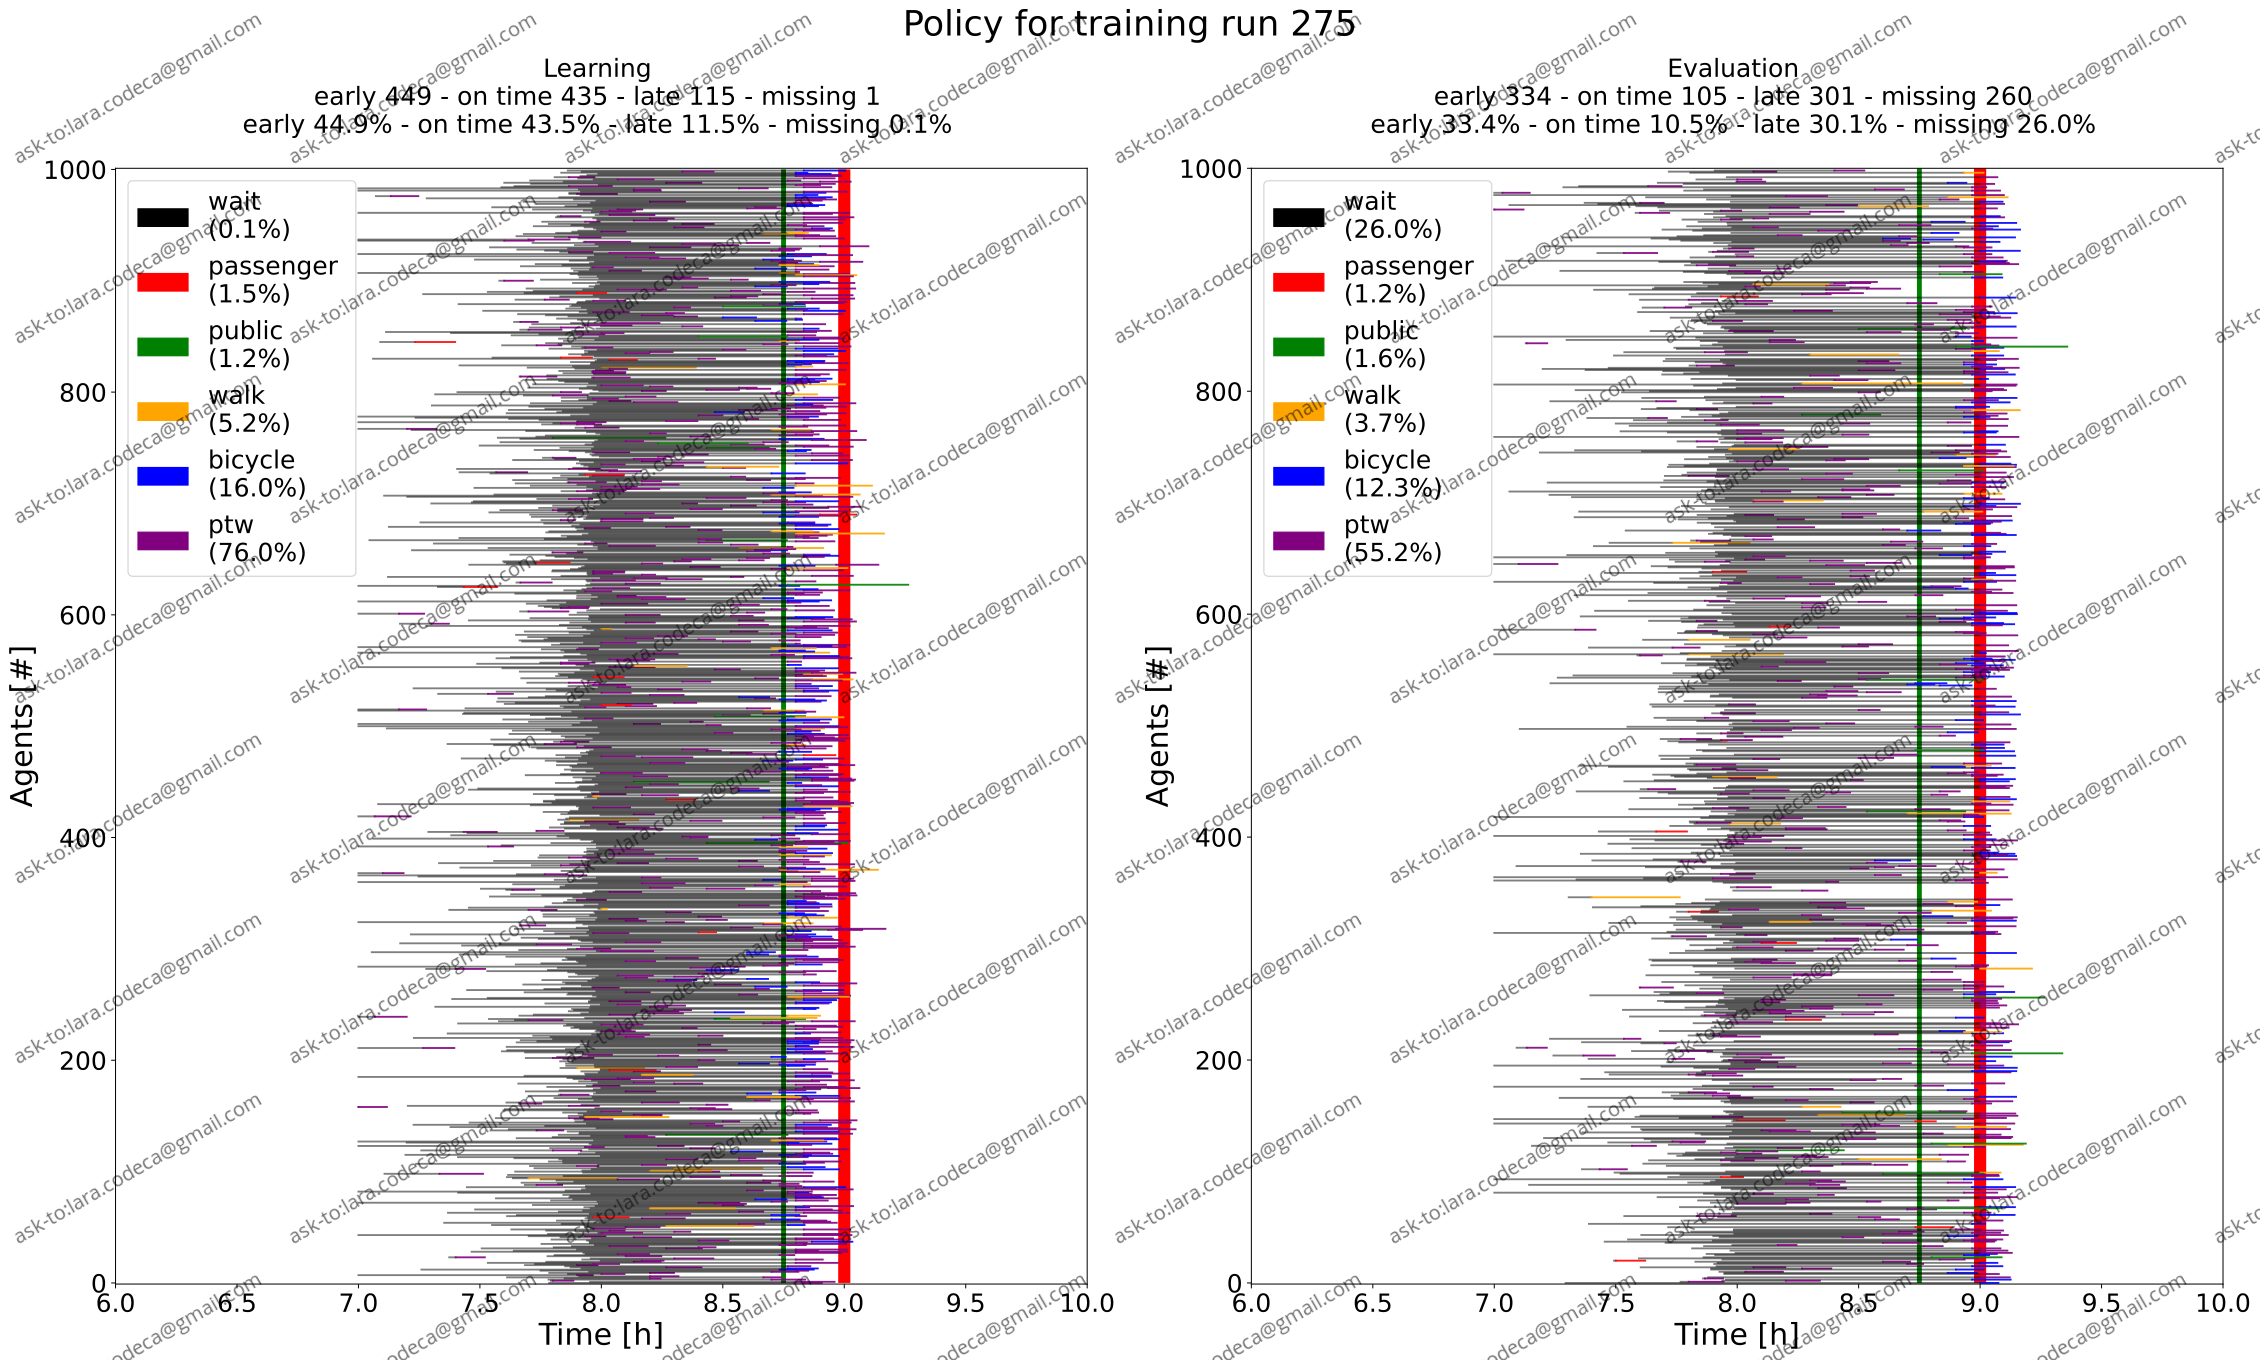 Policy for training run 275
Learning
early 449 - on time 435 - late 115 - missing 1
early 44.9% - on time 43.5% - late 11.5% - missing 0.1%
1000
800
600
400
200
0
Agents [#]
wait
(0.1%)
passenger
(1.5%)
public
(1.2%)
walk
(5.2%)
bicycle
(16.0%)
ptw
(76.0%)
6.0 6.5 7.0 7.5 8.0 8.5 9.0 9.5 10.0
Time [h]
Evaluation
early 334 - on time 105 - late 301 - missing 260
early 33.4% - on time 10.5% - late 30.1% - missing 26.0%
1000
800
600
400
200
0
Agents [#]
wait
(26.0%)
passenger
(1.2%)
public
(1.6%)
walk
(3.7%)
bicycle
(12.3%)
ptw
(55.2%)
6.0 6.5 7.0 7.5 8.0 8.5 9.0 9.5 10.0
Time [h]
ask-to:lara.codeca@gmail.com